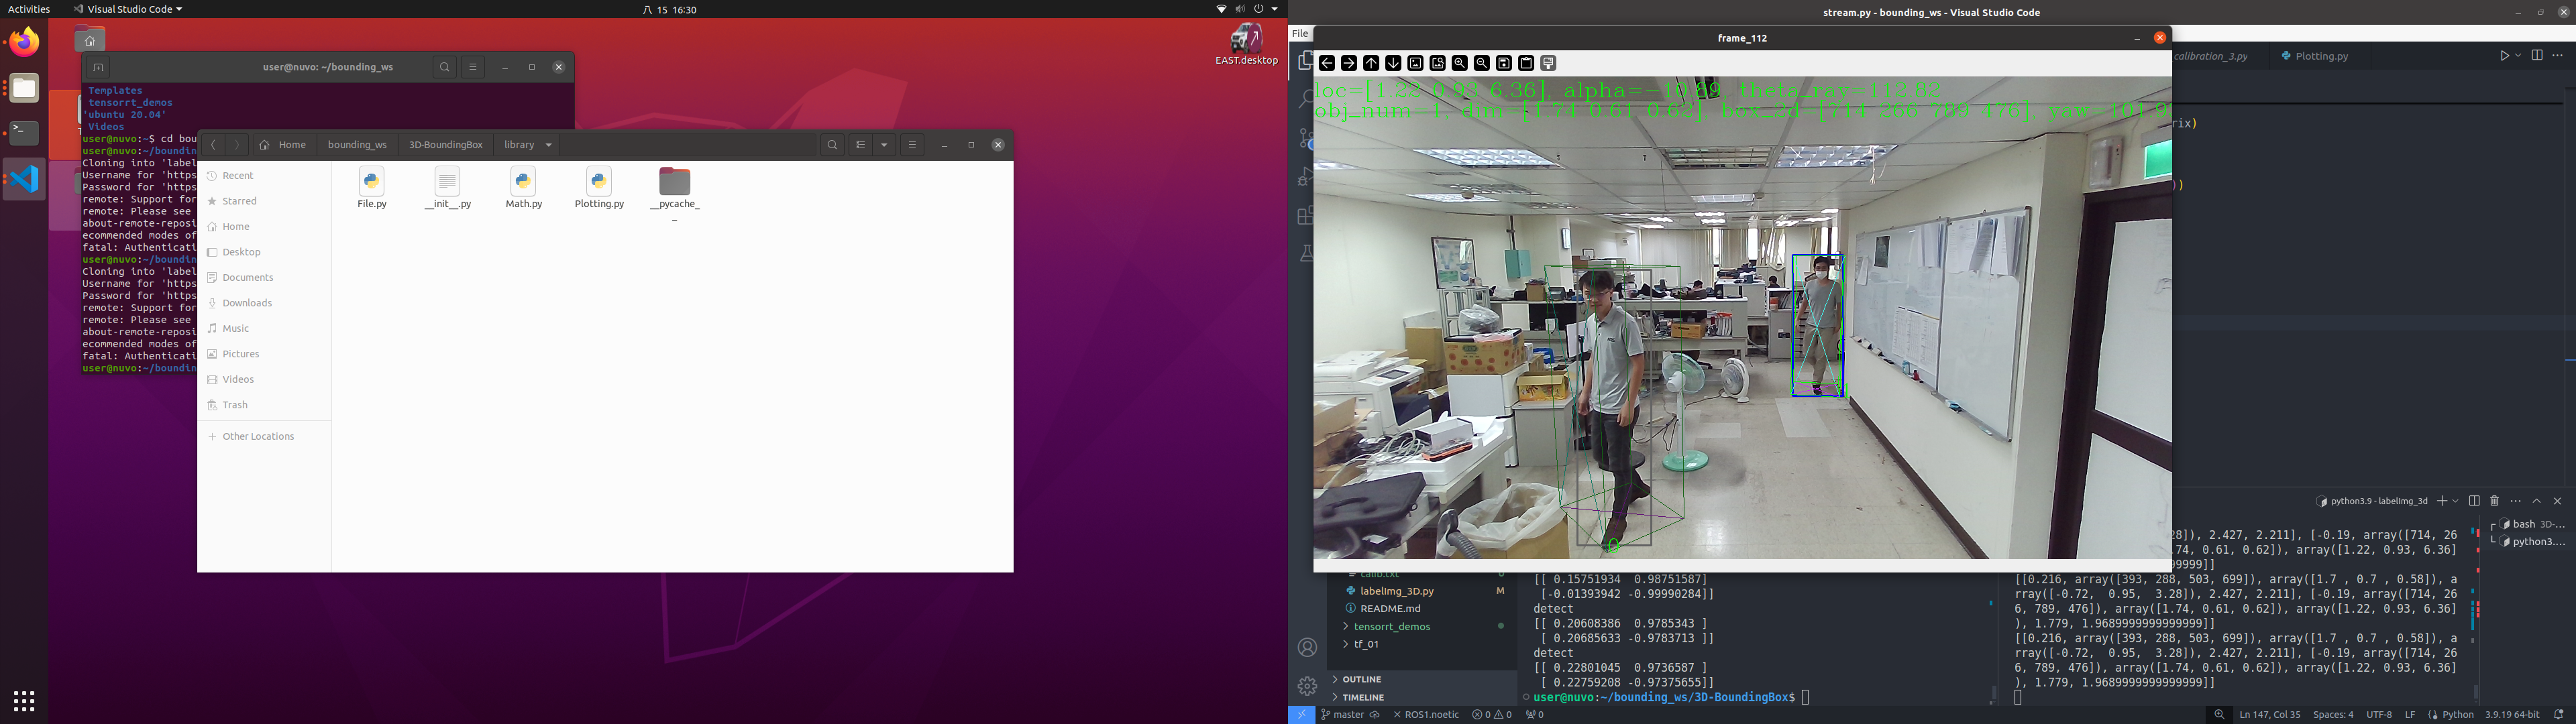 Activities
Visual Studio Code
八 15 16:30
EAST.desktop
user@nuvo: ~/bounding_ws
Templates
tensorrt_demos
'ubuntu 20.04'
Videos
user@nuvo:~$ cd bou
user@nuvo:~/boundin
Cloning into 'label
Username for 'https
Password for 'https
remote: Support for
remote: Please see
about-remote-reposi
ecommended modes of
fatal: Authenticati
user@nuvo:~/boundin
Cloning into 'label
Username for 'https
Password for 'https
remote: Support for
remote: Please see
about-remote-reposi
ecommended modes of
fatal: Authenticati
user@nuvo:~/boundin
Home
bounding_ws
3D-BoundingBox
library
Recent
Starred
Home
Desktop
Documents
Downloads
Music
Pictures
Videos
Trash
Other Locations
File.py
__init__.py
Math.py
Plotting.py
__pycache_
_
stream.py - bounding_ws - Visual Studio Code
File
frame_112
calibration_3.py
Plotting.py
rix)
))
loc=[1.22 0.93 6.36], alpha=-10.89, theta_ray=112.82
obj_num=1 dim=[1.74 0.61 0.62], box_2d=[714 266 789 476], yaw=101.9
0
calib.txt
labelImg_3D.py
M
README.md
tensorrt_demos
tf_01
OUTLINE
TIMELINE
[[ 0.15751934 0.98751587]
[-0.01393942 -0.99990284]]
detect
[[ 0.20608386 0.9785343 ]
[ 0.20685633 -0.9783713 ]]
detect
[[ 0.22801045 0.9736587 ]
[ 0.22759208 -0.97375655]]
user@nuvo:~/bounding_ws/3D-BoundingBox$
python3.9 - labelImg_3d
28]), 2.427, 2.211], [-0.19, array([714, 26
.74, 0.61, 0.62]), array([1.22, 0.93, 6.36]
9999999]]
[[0.216, array([393, 288, 503, 699]), array([1.7 , 0.7 , 0.58]), a
rray([-0.72, 0.95, 3.28]), 2.427, 2.211], [-0.19, array([714, 26
6, 789, 476]), array([1.74, 0.61, 0.62]), array([1.22, 0.93, 6.36]
), 1.779, 1.9689999999999999]]
[[0.216, array([393, 288, 503, 699]), array([1.7 , 0.7 , 0.58]), a
rray([-0.72, 0.95, 3.28]), 2.427, 2.211], [-0.19, array([714, 26
6, 789, 476]), array([1.74, 0.61, 0.62]), array([1.22, 0.93, 6.36]
), 1.779, 1.9689999999999999]]
bash 3D-...
python3....
master
ROS1.noetic
0
0
0
Ln 147, Col 35
Spaces: 4
UTF-8
LF
Python
3.9.19 64-bit